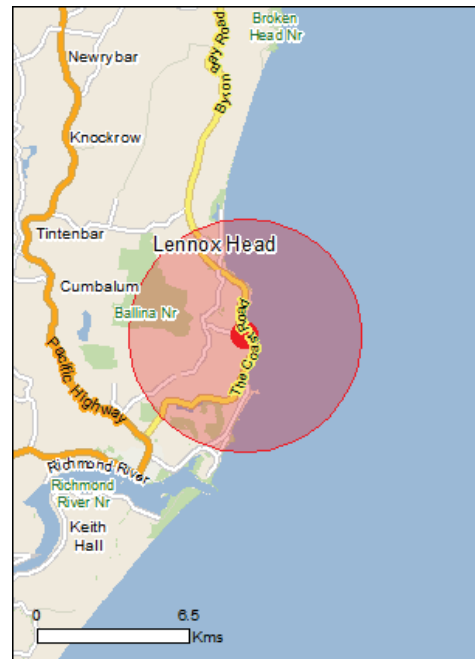 Broken
Head Nr
Newrybar
Byron
Bay Road
Knockrow
Tintenbar
Lennox Head
Cumbalum
Ballina Nr
The Coast Road
Pacific Highway
Richmond River
Richmond
River Nr
Keith
Hall
0
6.5
Kms